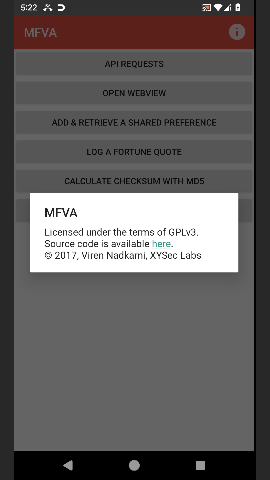 5:22
MFVA
API REQUESTS
OPEN WEBVIEW
ADD & RETRIEVE A SHARED PREFERENCE
LOG A FORTUNE QUOTE
CALCULATE CHECKSUM WITH MD5
MFVA
Licensed under the terms of GPLv3.
Source code is available here.
© 2017, Viren Nadkarni, XYSec Labs